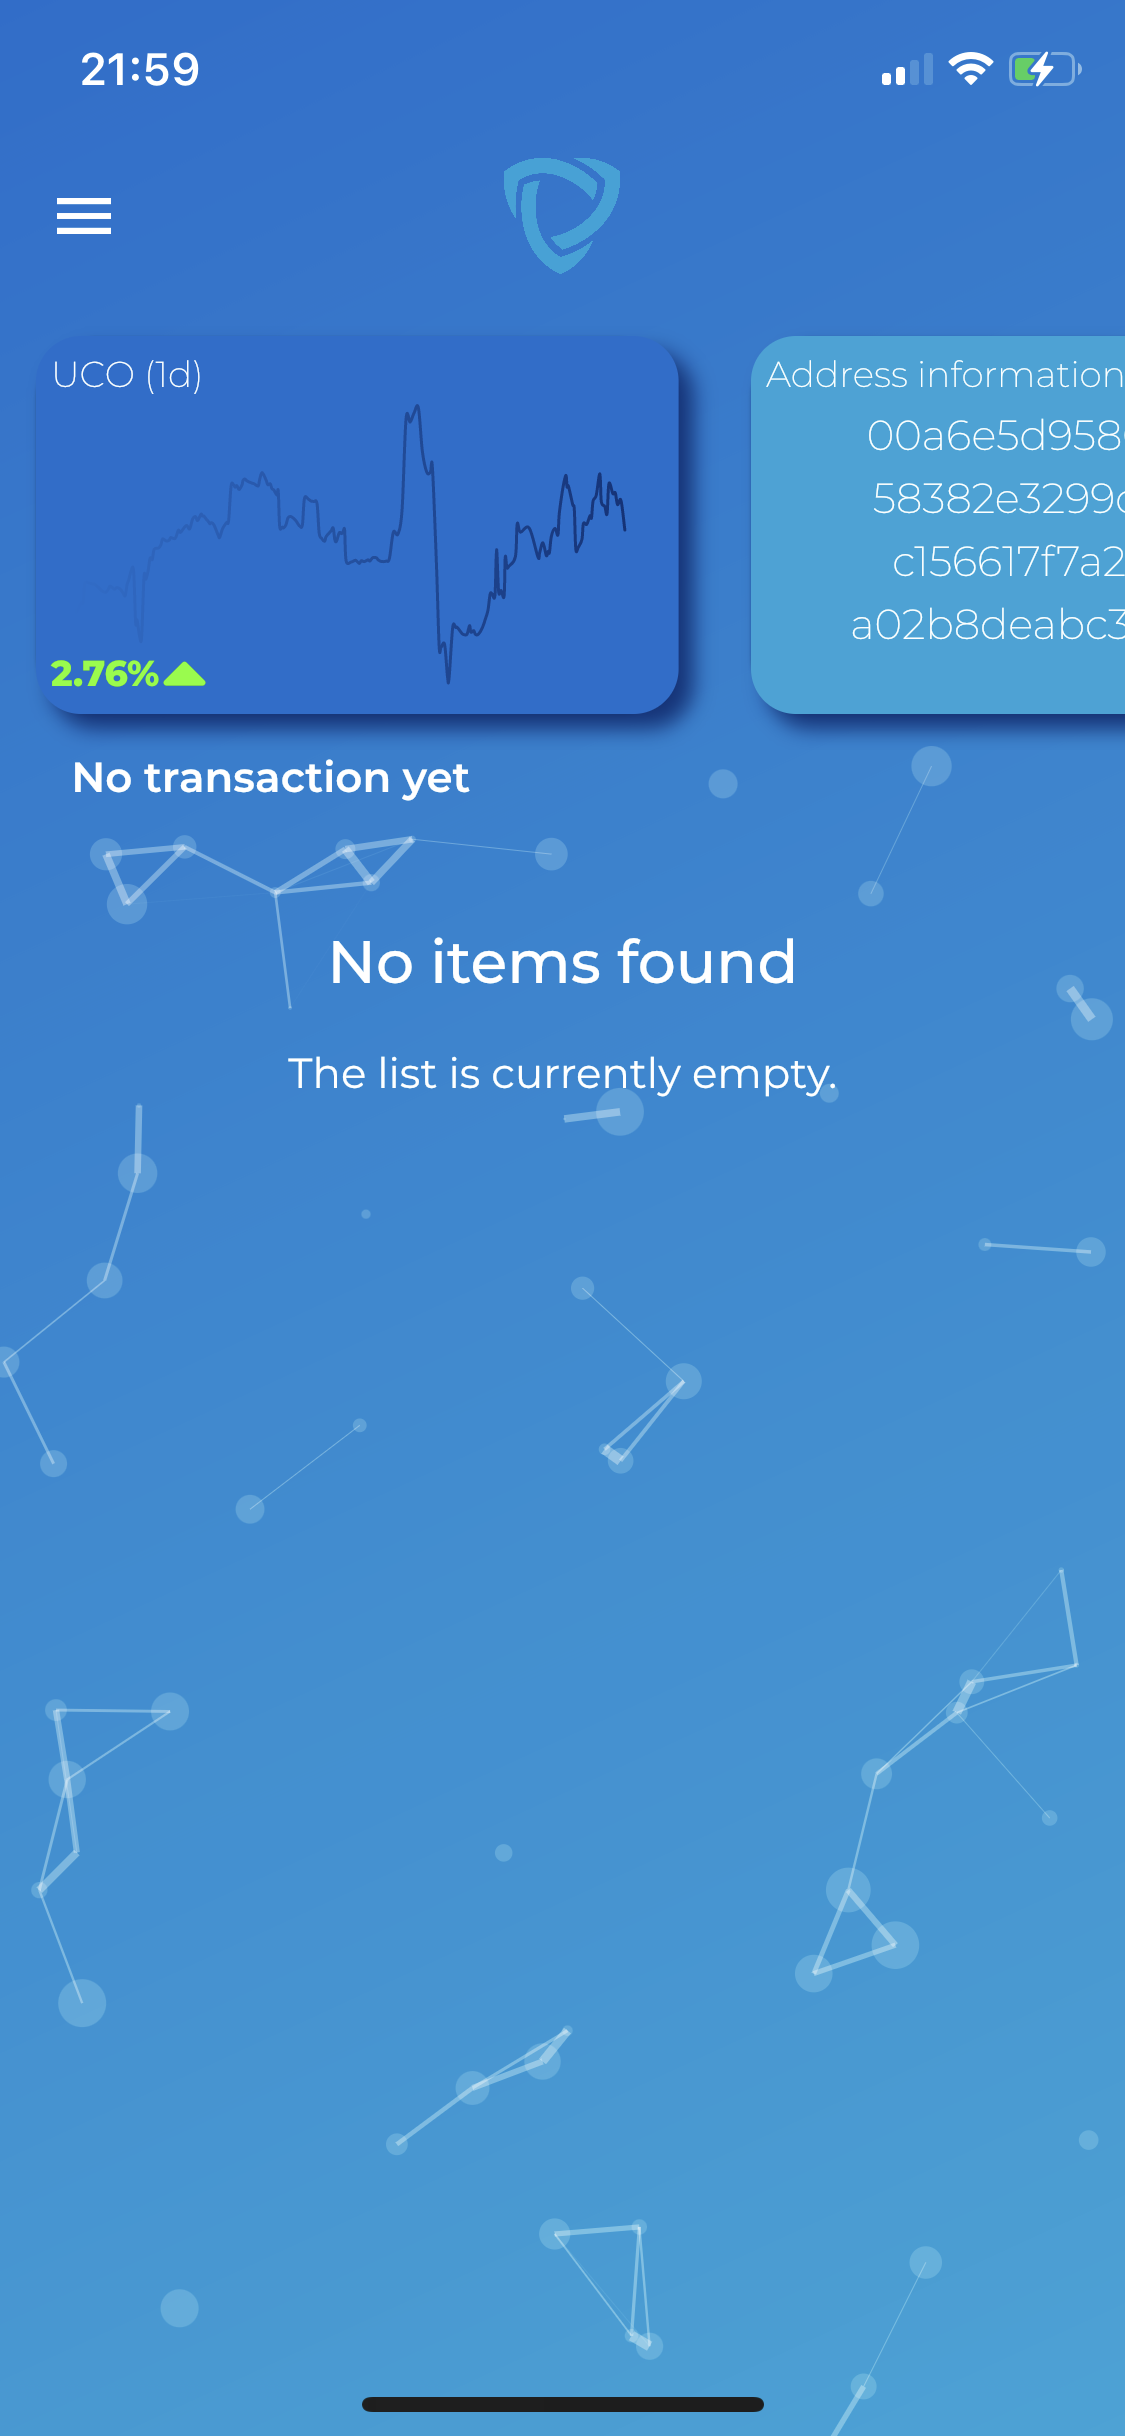 21:59
UCO (1d)
2.76%
Address information
00a6e5d958
58382e3299
c156617f7a2
a02b8deabc3
No transaction yet
No items found
The list is currently empty.